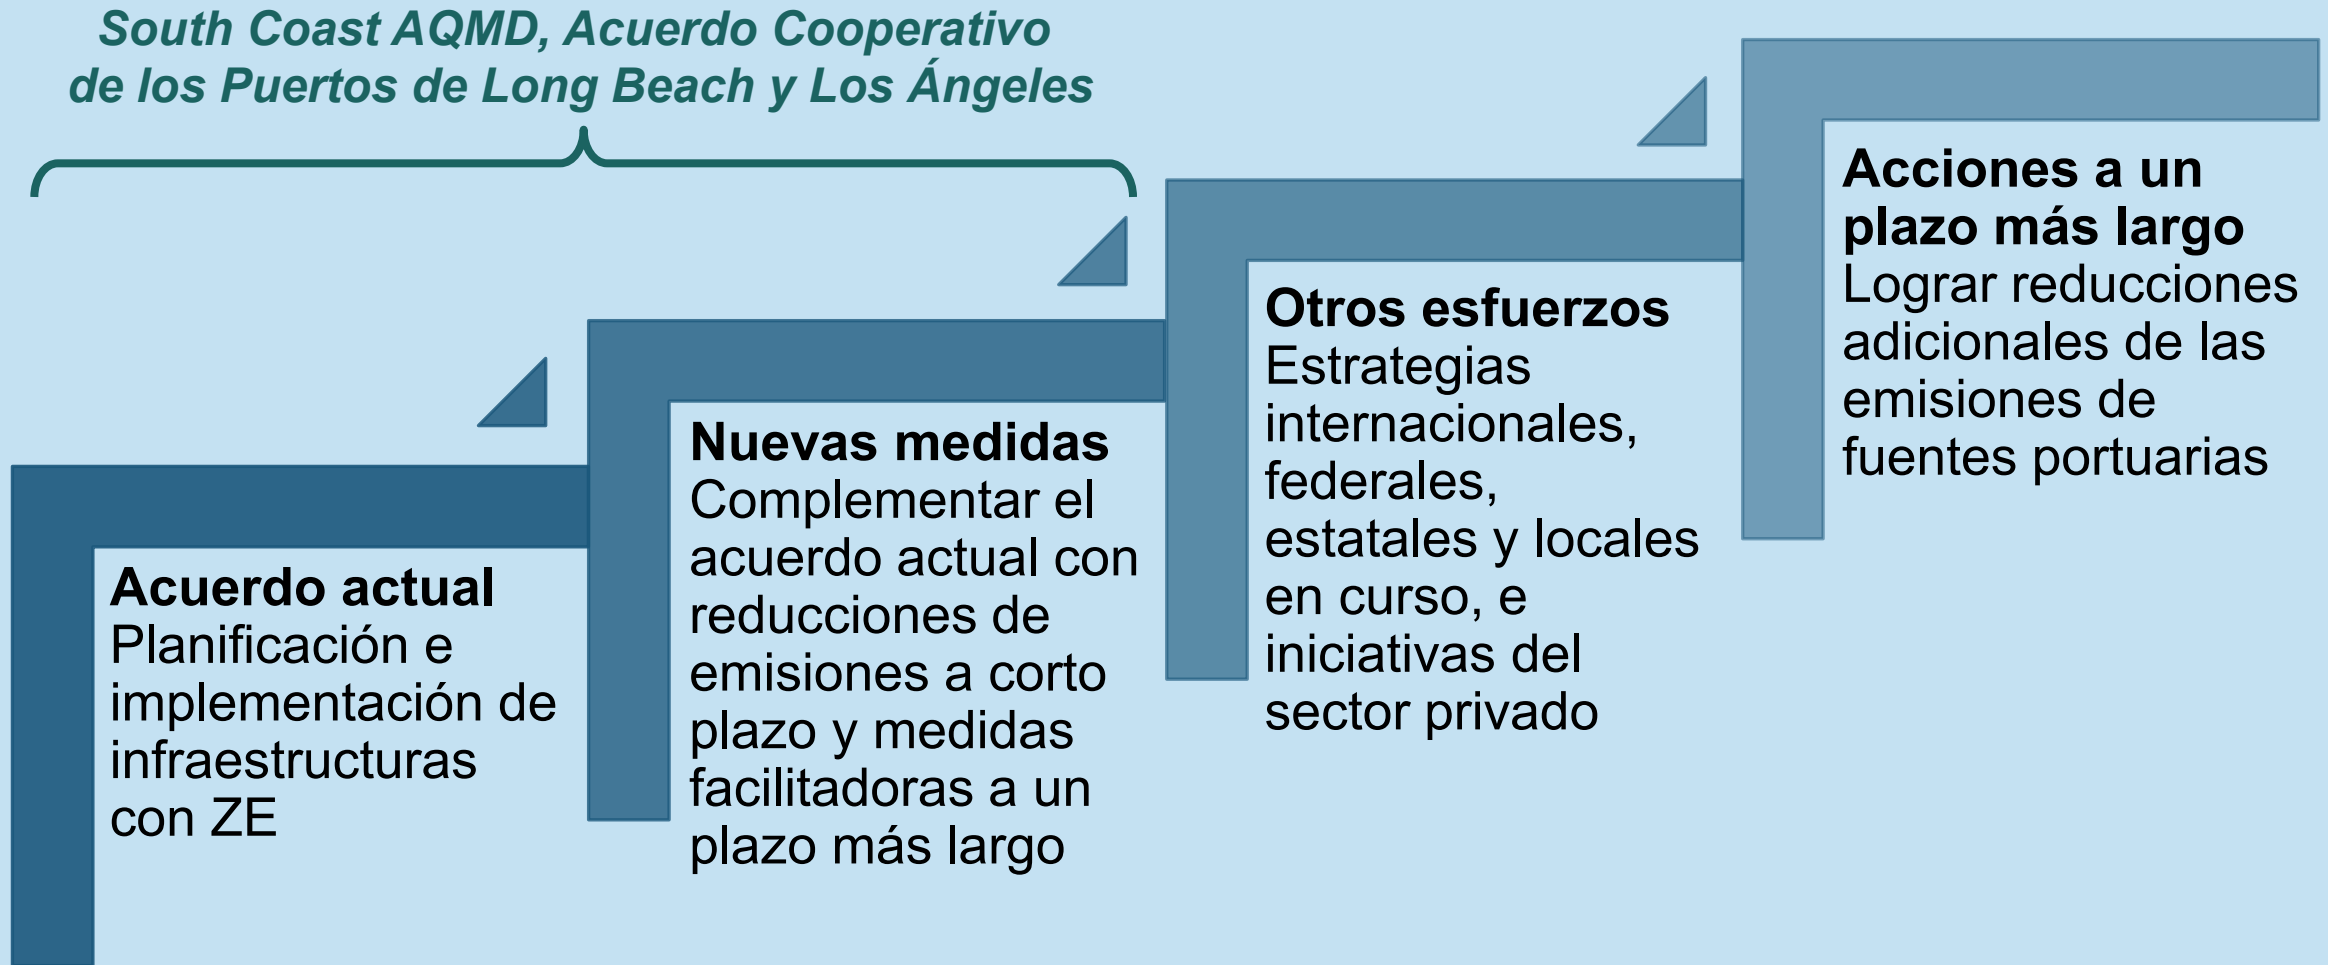 South Coast AQMD, Acuerdo Cooperativo
de los Puertos de Long Beach y Los Ángeles
Acuerdo actual
Planificación e
implementación de
infraestructuras
con ZE
Nuevas medidas
Complementar el
acuerdo actual con
reducciones de
emisiones a corto
plazo y medidas
facilitadoras a un
plazo más largo
Otros esfuerzos
Estrategias
internacionales,
federales,
estatales y locales
en curso, e
iniciativas del
sector privado
Acciones a un
plazo más largo
Lograr reducciones
adicionales de las
emisiones de
fuentes portuarias